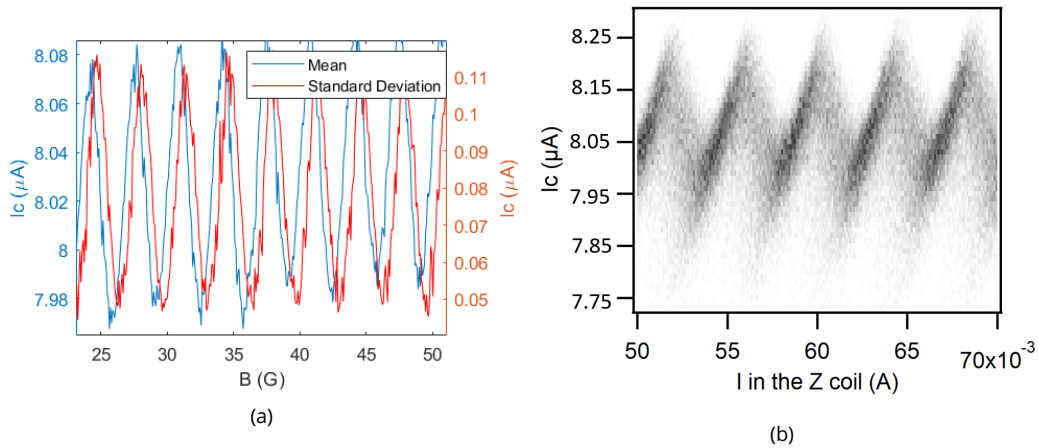 8.08
8.06
8.04
8.02
8
7.98
Ic (μA)
25
30
35
40
45
50
B (G)
0.11
0.1
0.09
0.08
0.07
0.06
0.05
Ic (μA)
Mean
Standard Deviation
(a)
8.25
8.15
8.05
7.95
7.85
7.75
Ic (μA)
50
55
60
65
70x10⁻³
I in the Z coil (A)
(b)